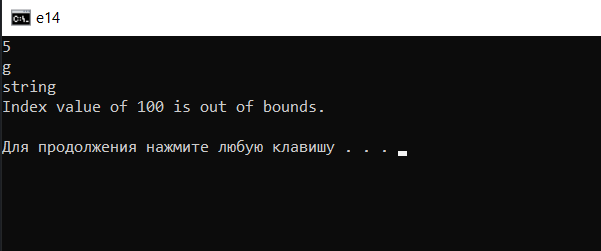 e14
5
g
string
Index value of 100 is out of bounds.
Для продолжения нажмите любую клавишу . . .